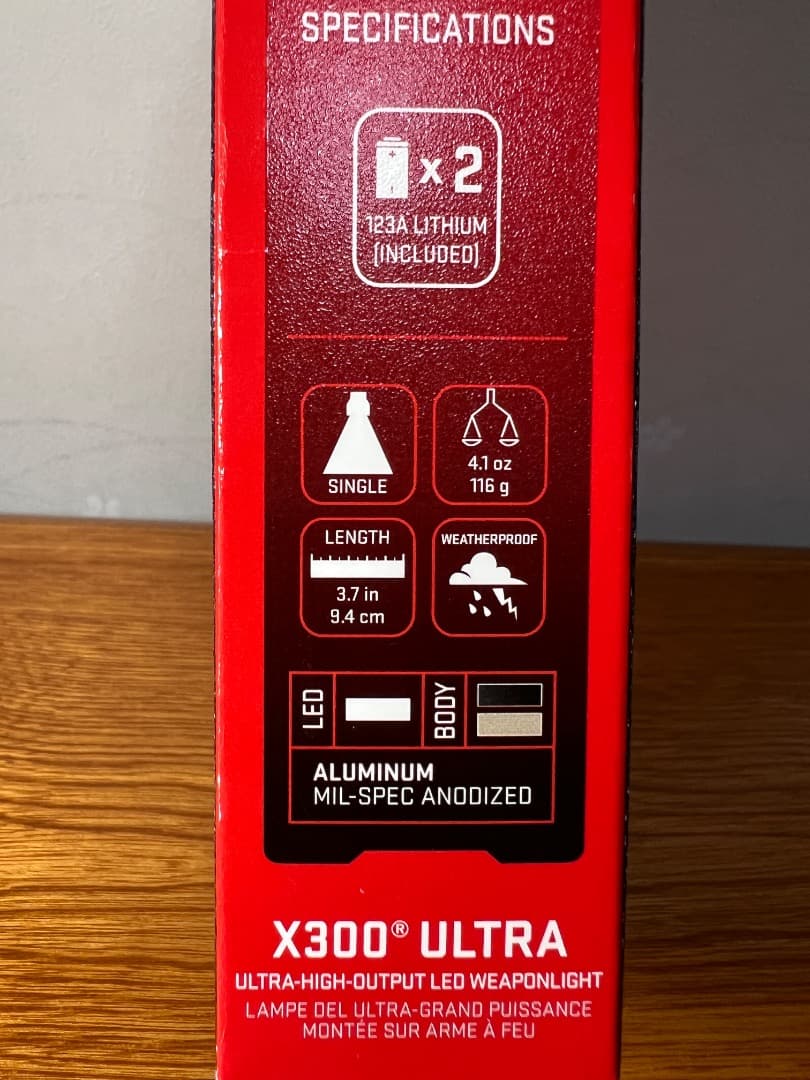 SPECIFICATIONS
+
x 2
-
123A LITHIUM
(INCLUDED)
SINGLE
4.1 oz
116 g
LENGTH
3.7 in
9.4 cm
WEATHERPROOF
LED
BODY
ALUMINUM
MIL-SPEC ANODIZED
X300® ULTRA
ULTRA-HIGH-OUTPUT LED WEAPONLIGHT
LAMPE DEL ULTRA-GRAND PUISSANCE
MONTÉE SUR ARME À FEU